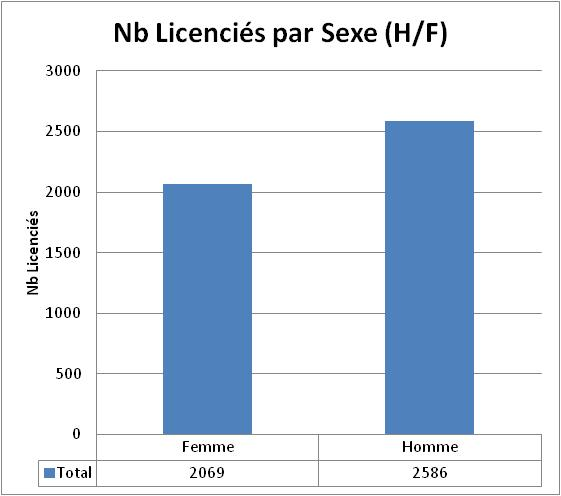 Nb Licenciés par Sexe (H/F)
3000
2500
2000
1500
1000
500
0
Nb Licenciés
Femme Homme
Total 2069 2586